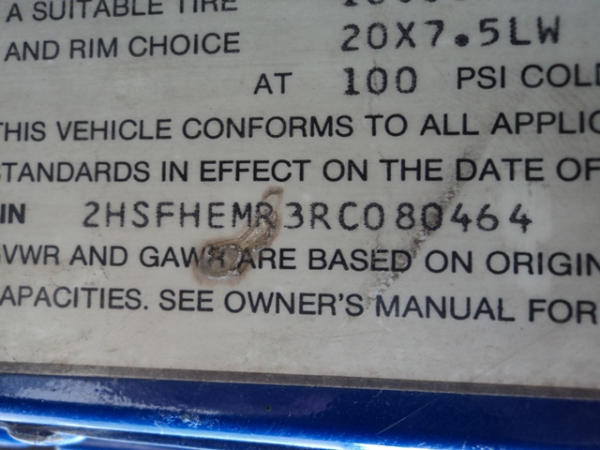 A SUITABLE TIRE
AND RIM CHOICE 20X7.5LW
AT 100 PSI COLD
THIS VEHICLE CONFORMS TO ALL APPLIC
STANDARDS IN EFFECT ON THE DATE OF
IN 2HSFHEMR3RC080464
GVWR AND GAWR ARE BASED ON ORIGIN
APACITIES. SEE OWNER'S MANUAL FOR